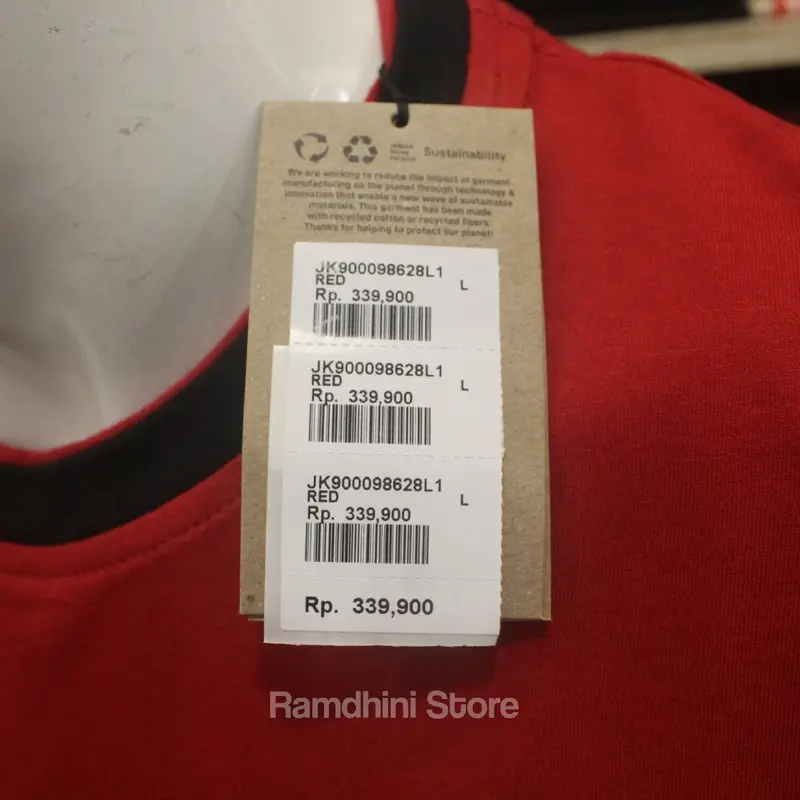 Sustainability
We are working to reduce the impact of garment
manufacturing on the planet through technology &
innovation that enable a new wave of sustainable
materials. This garment has been made
with recycled cotton or recycled fibers.
Thanks for helping to protect our planet!
JK900098628L1
RED
L
Rp. 339,900
JK900098628L1
RED
L
Rp. 339,900
JK900098628L1
RED
L
Rp. 339,900
Rp. 339,900
Ramdhini Store